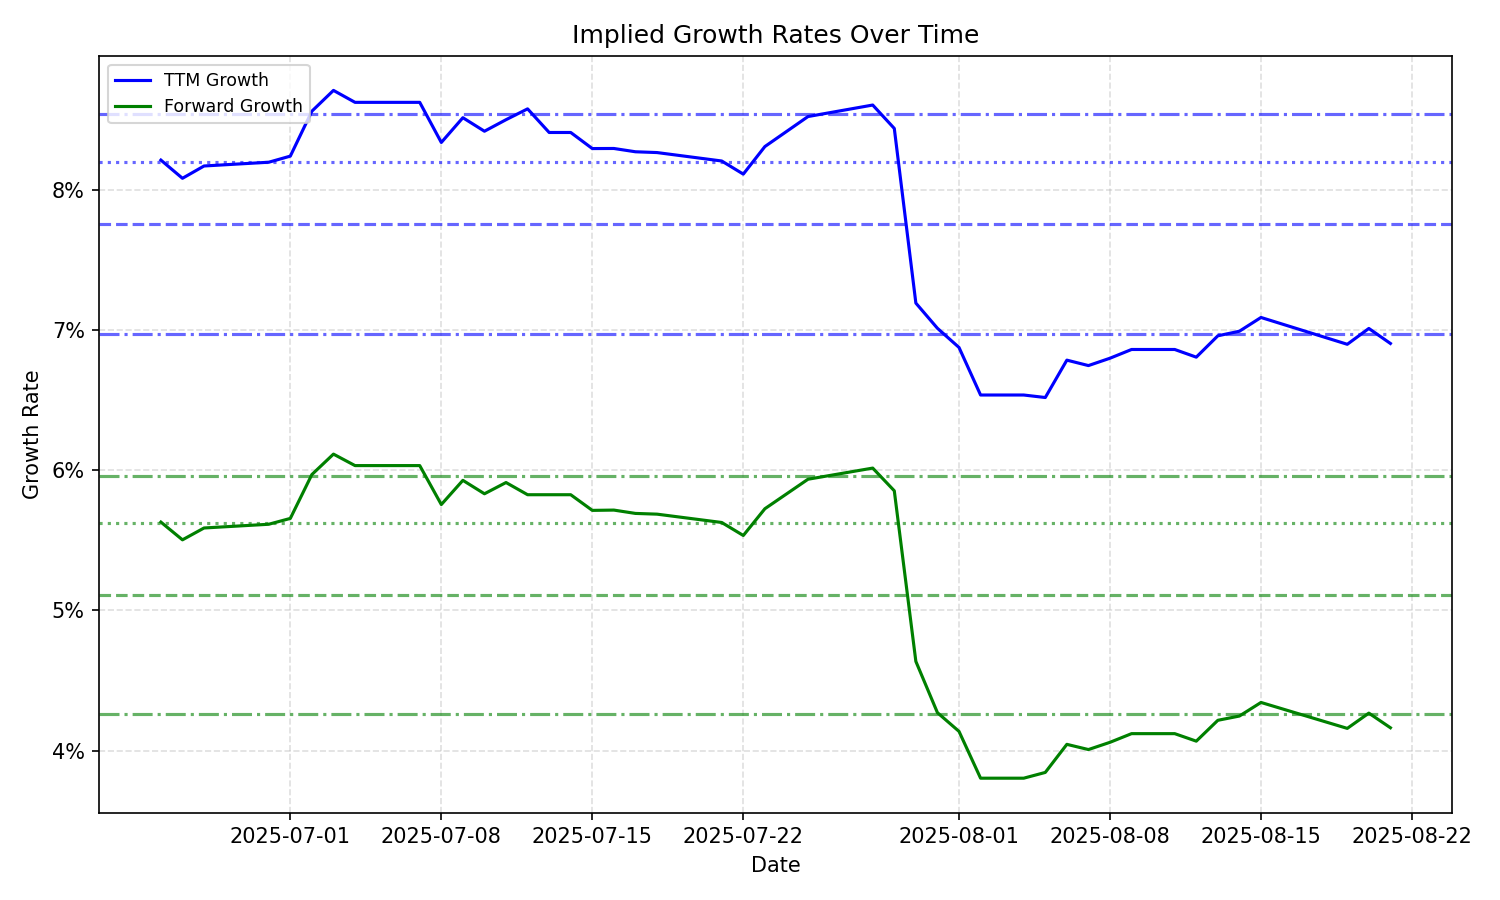 Implied Growth Rates Over Time
TTM Growth
Forward Growth
8%
7%
6%
5%
4%
Growth Rate
2025-07-01 2025-07-08 2025-07-15 2025-07-22 2025-08-01 2025-08-08 2025-08-15 2025-08-22
Date